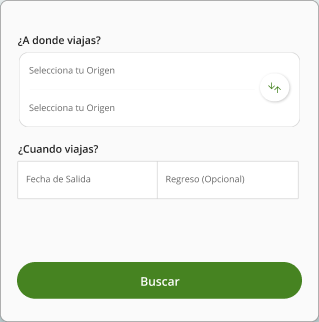 ¿A donde viajas?
Selecciona tu Origen
Selecciona tu Origen
¿Cuando viajas?
Fecha de Salida
Regreso (Opcional)
Buscar